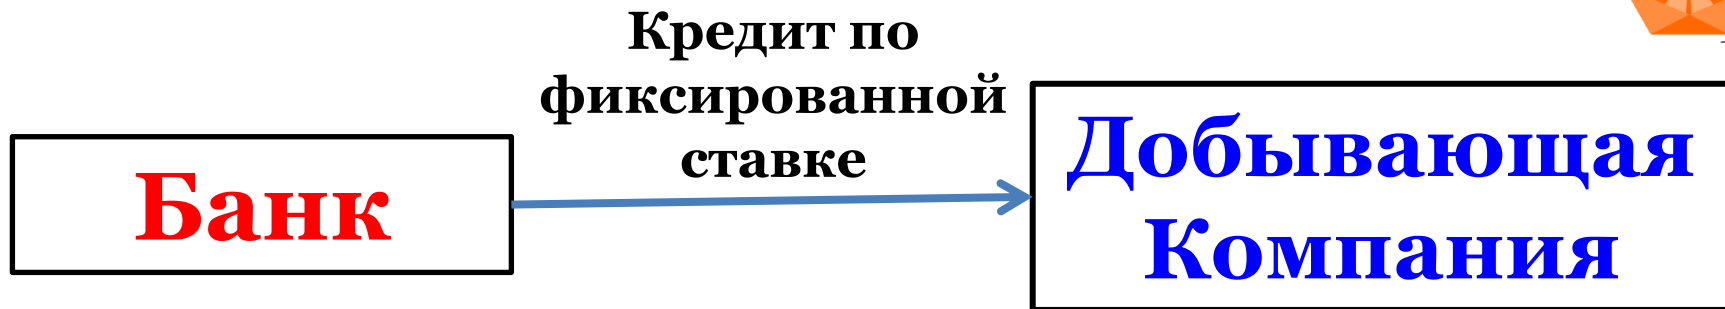 Кредит по
фиксированной
ставке
Банк
Добывающая
Компания